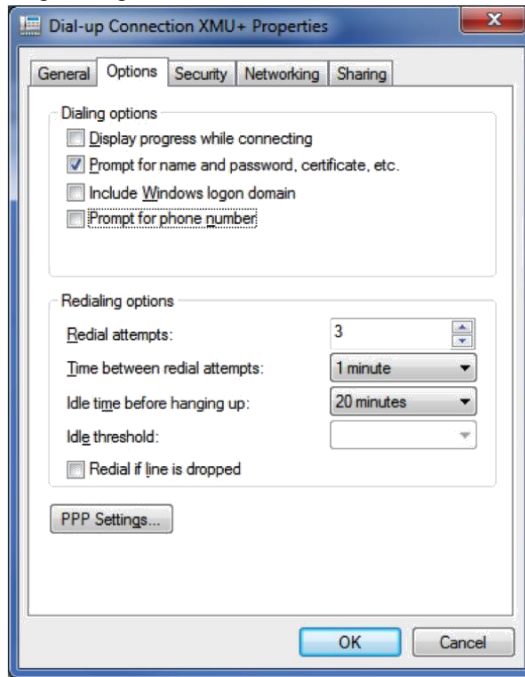 Dial-up Connection XMU+ Properties
General Options Security Networking Sharing
Dialing options
Display progress while connecting
Prompt for name and password, certificate, etc.
Include Windows logon domain
Prompt for phone number
Redialing options
Redial attempts: 3
Time between redial attempts: 1 minute
Idle time before hanging up: 20 minutes
Idle threshold:
Redial if line is dropped
PPP Settings...
OK Cancel